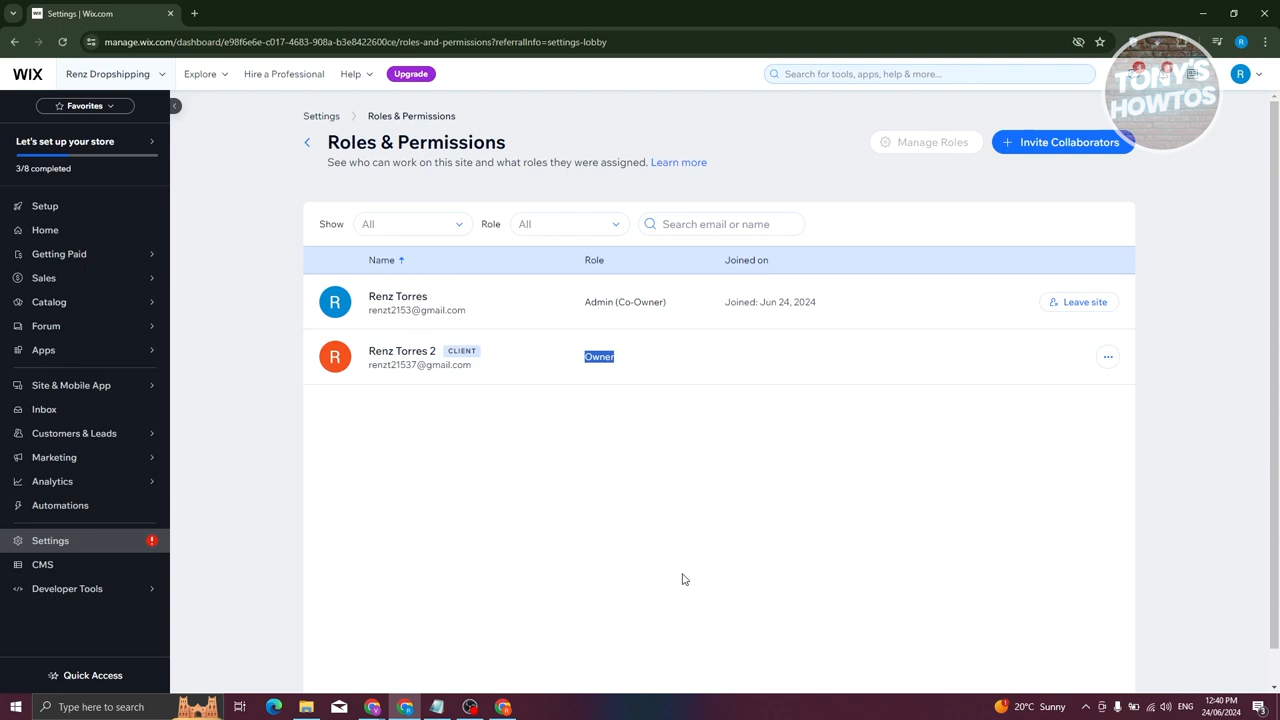 Settings | Wix.com
manage.wix.com/dashboard/e98f6e6e-c017-4683-908a-b3e8422600ce/roles-and-permissions?referralInfo=settings-lobby
WIX
Renz Dropshipping
Explore
Hire a Professional
Help
Upgrade
Search for tools, apps, help & more...
R
TONY'S
HOWTOS
Favorites
Let's set up your store
3/8 completed
Setup
Home
Getting Paid
Sales
Catalog
Forum
Apps
Site & Mobile App
Inbox
Customers & Leads
Marketing
Analytics
Automations
Settings
CMS
Developer Tools
Quick Access
Settings
Roles & Permissions
Roles & Permissions
See who can work on this site and what roles they were assigned. Learn more
Manage Roles
Invite Collaborators
Show
All
Role
All
Search email or name
Name
Role
Joined on
R
Renz Torres
renzt2153@gmail.com
Admin (Co-Owner)
Joined: Jun 24, 2024
Leave site
R
Renz Torres 2
CLIENT
renzt21537@gmail.com
Owner
Type here to search
20°C Sunny
ENG
12:40 PM
24/06/2024